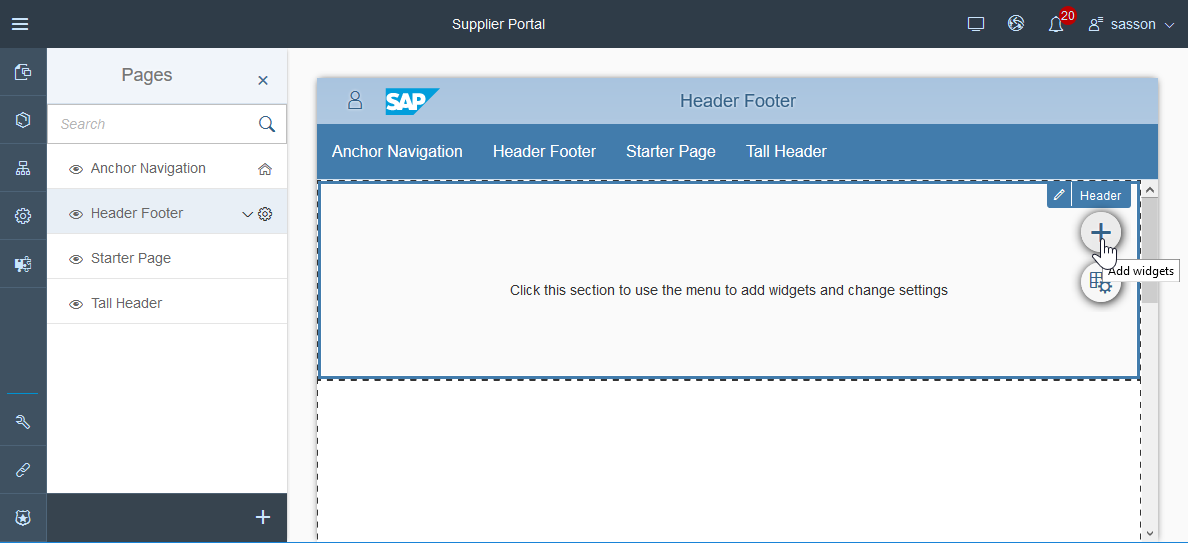 Supplier Portal
20
sasson
Pages
Search
Anchor Navigation
Header Footer
Starter Page
Tall Header
SAP
Header Footer
Anchor Navigation Header Footer Starter Page Tall Header
Header
Add widgets
Click this section to use the menu to add widgets and change settings